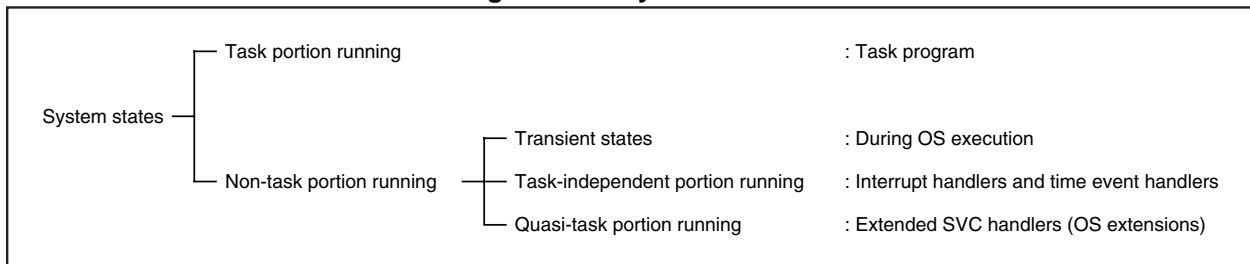 Task portion running : Task program
System states
Transient states : During OS execution
Non-task portion running Task-independent portion running : Interrupt handlers and time event handlers
Quasi-task portion running : Extended SVC handlers (OS extensions)